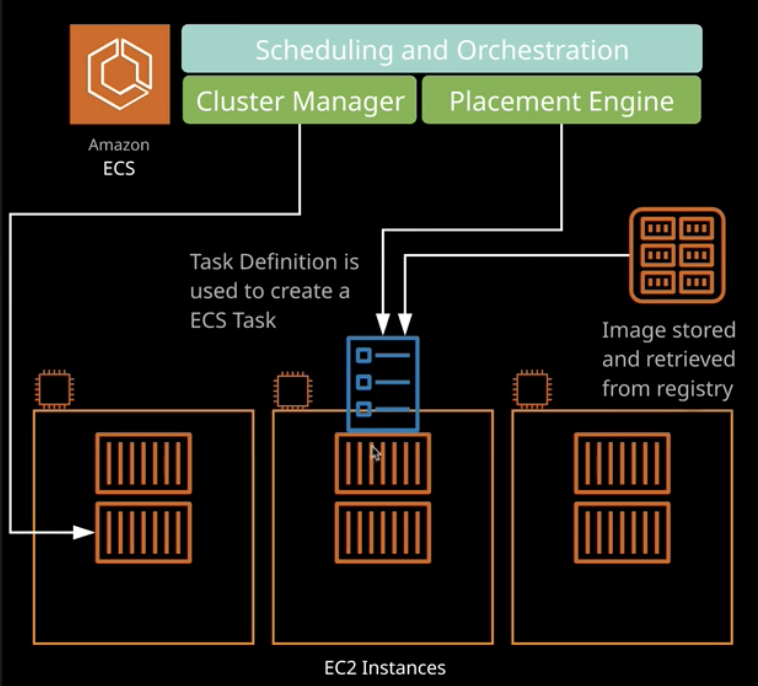 Scheduling and Orchestration
Cluster Manager
Placement Engine
Amazon
ECS
Task Definition is
used to create a
ECS Task
Image stored
and retrieved
from registry
EC2 Instances